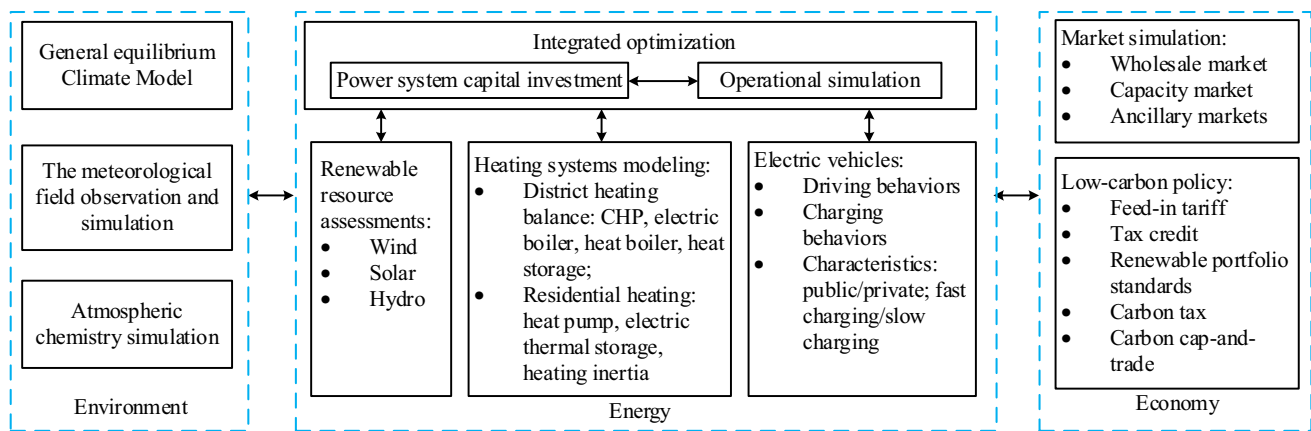 General equilibrium
Climate Model
The meteorological
field observation and
simulation
Atmospheric
chemistry simulation
Environment
Integrated optimization
Power system capital investment
Operational simulation
Renewable
resource
assessments:
● Wind
● Solar
● Hydro
Heating systems modeling:
● District heating
balance: CHP, electric
boiler, heat boiler, heat
storage;
● Residential heating:
heat pump, electric
thermal storage,
heating inertia
Electric vehicles:
● Driving behaviors
● Charging
behaviors
● Characteristics:
public/private; fast
charging/slow
charging
Energy
Market simulation:
● Wholesale market
● Capacity market
● Ancillary markets
Low-carbon policy:
● Feed-in tariff
● Tax credit
● Renewable portfolio
standards
● Carbon tax
● Carbon cap-and-
trade
Economy